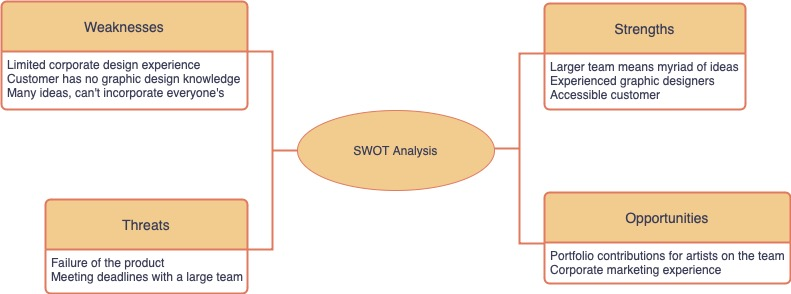 Weaknesses
Limited corporate design experience
Customer has no graphic design knowledge
Many ideas, can't incorporate everyone's
Strengths
Larger team means myriad of ideas
Experienced graphic designers
Accessible customer
SWOT Analysis
Threats
Failure of the product
Meeting deadlines with a large team
Opportunities
Portfolio contributions for artists on the team
Corporate marketing experience